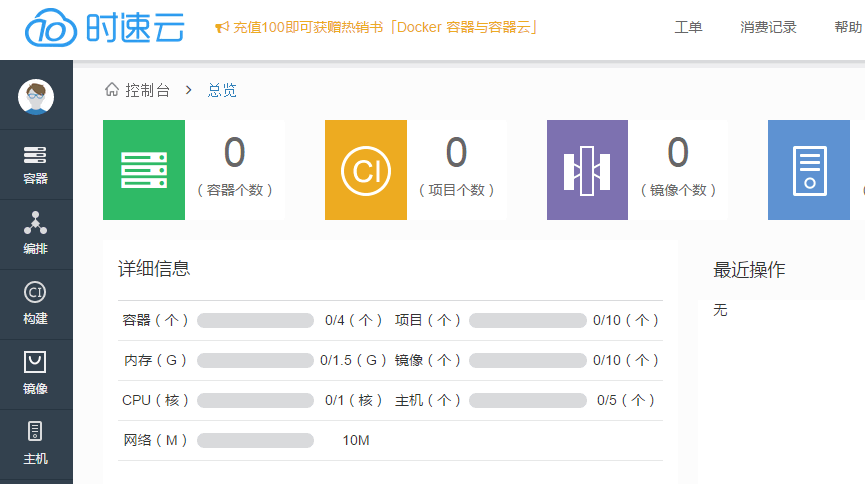 时速云
充值100即可获赠热销书「Docker 容器与容器云」
工单 消费记录 帮助
控制台 > 总览
容器
编排
CI
构建
镜像
主机
0
（容器个数）
CI
0
（项目个数）
0
（镜像个数）
详细信息
容器（个） 0/4（个） 项目（个） 0/10（个）
内存（G） 0/1.5（G） 镜像（个） 0/10（个）
CPU（核） 0/1（核） 主机（个） 0/5（个）
网络（M） 10M
最近操作
无